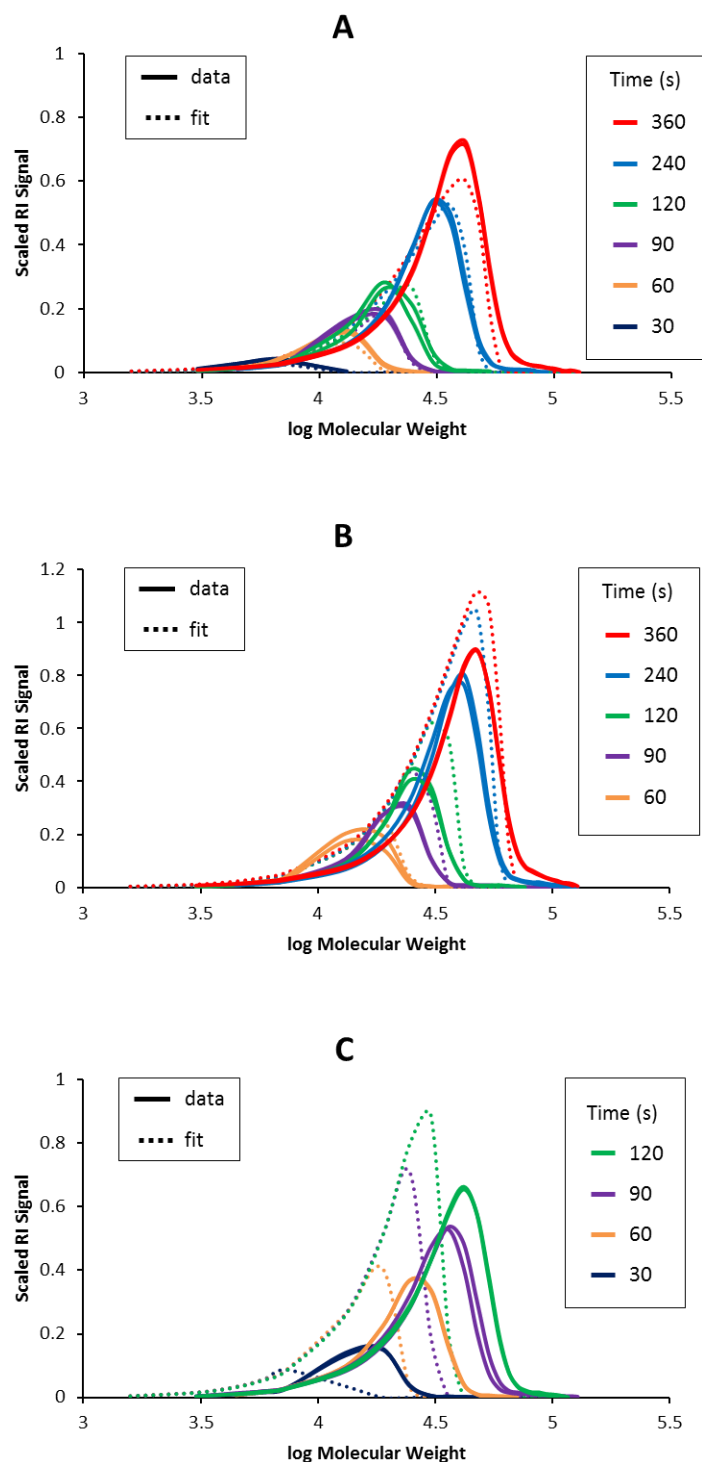 A
1
0.8
0.6
0.4
0.2
0
Scaled RI Signal
data
fit
Time (s)
360
240
120
90
60
30
3 3.5 4 4.5 5 5.5
log Molecular Weight
B
1.2
1
0.8
0.6
0.4
0.2
0
Scaled RI Signal
data
fit
Time (s)
360
240
120
90
60
3 3.5 4 4.5 5 5.5
log Molecular Weight
C
1
0.8
0.6
0.4
0.2
0
Scaled RI Signal
data
fit
Time (s)
120
90
60
30
3 3.5 4 4.5 5 5.5
log Molecular Weight